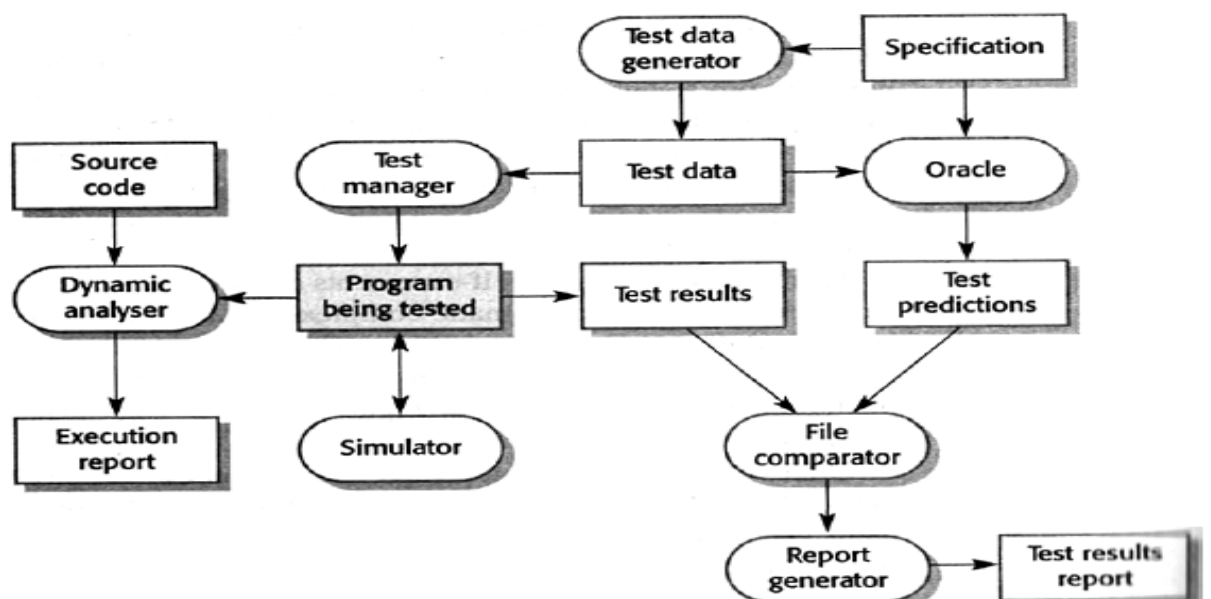 Test data
generator
Specification
Source
code
Test
manager
Test data
Oracle
Dynamic
analyser
Program
being tested
Test results
Test
predictions
Execution
report
Simulator
File
comparator
Report
generator
Test results
report